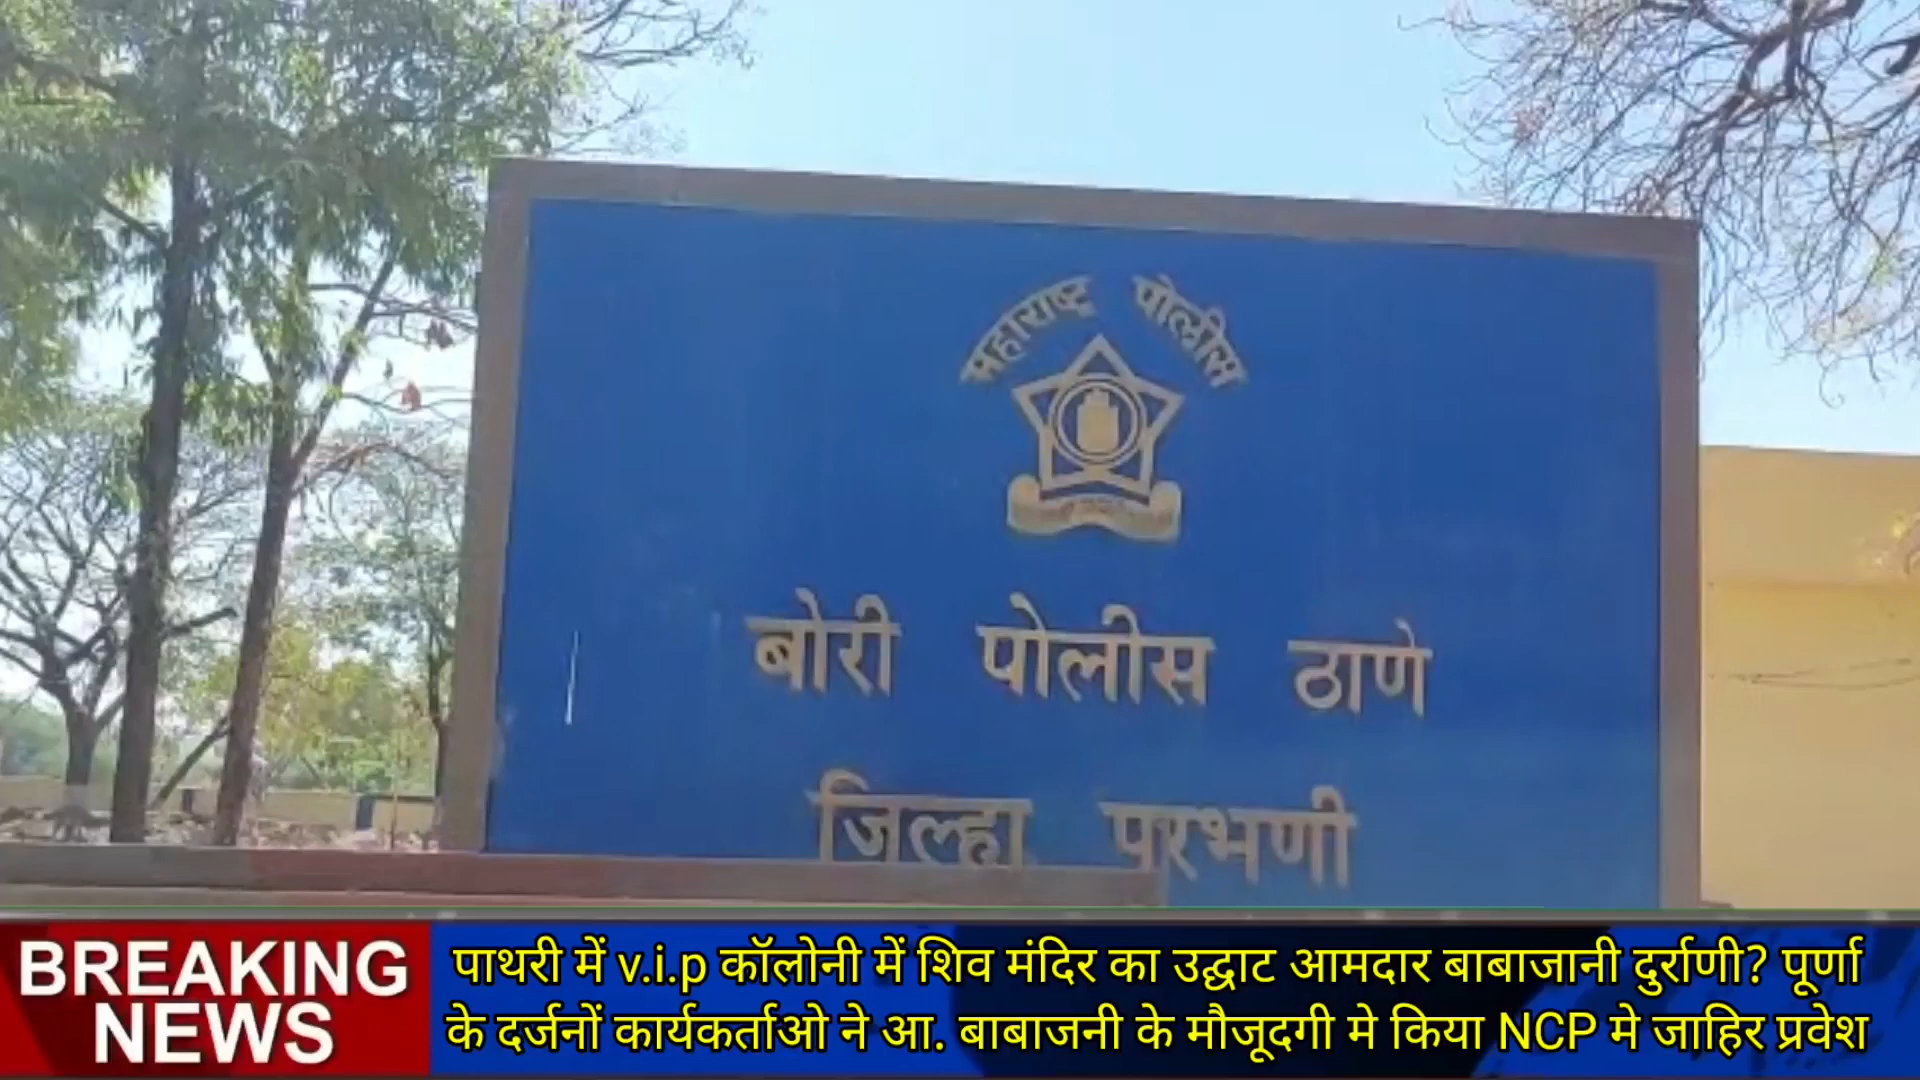 महाराष्ट्र पोलीस
बोरी पोलीस ठाणे
जिल्हा परभणी
BREAKING
NEWS
पाथरी में v.i.p कॉलोनी में शिव मंदिर का उद्घाट आमदार बाबाजानी दुर्राणी? पूर्णा
के दर्जनों कार्यकर्ताओ ने आ. बाबाजनी के मौजूदगी मे किया NCP मे जाहिर प्रवेश